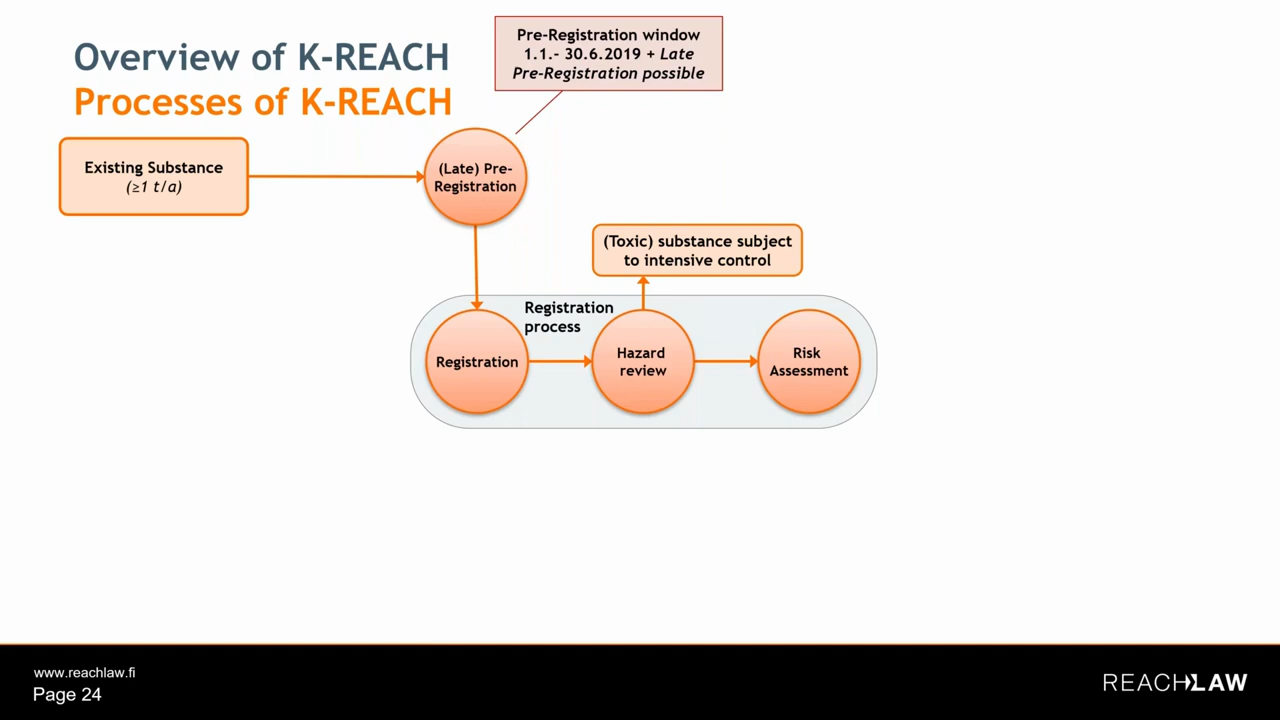 Overview of K-REACH
Processes of K-REACH
Pre-Registration window
1.1.- 30.6.2019 + Late
Pre-Registration possible
Existing Substance
(≥1 t/a)
(Late) Pre-
Registration
(Toxic) substance subject
to intensive control
Registration
process
Registration
Hazard
review
Risk
Assessment
www.reachlaw.fi
Page 24
REACHLAW